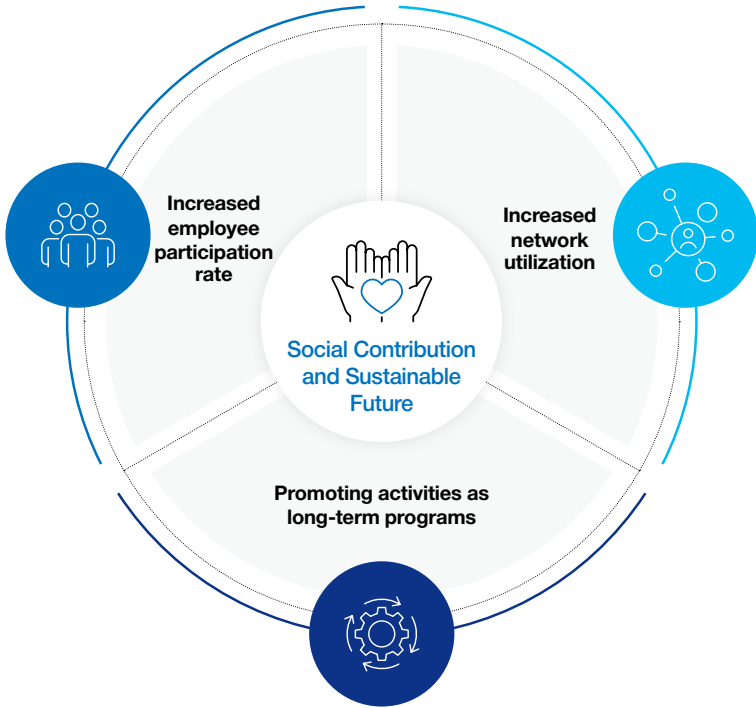 Increased
employee
participation
rate
Increased
network
utilization
Social Contribution
and Sustainable
Future
Promoting activities as
long-term programs